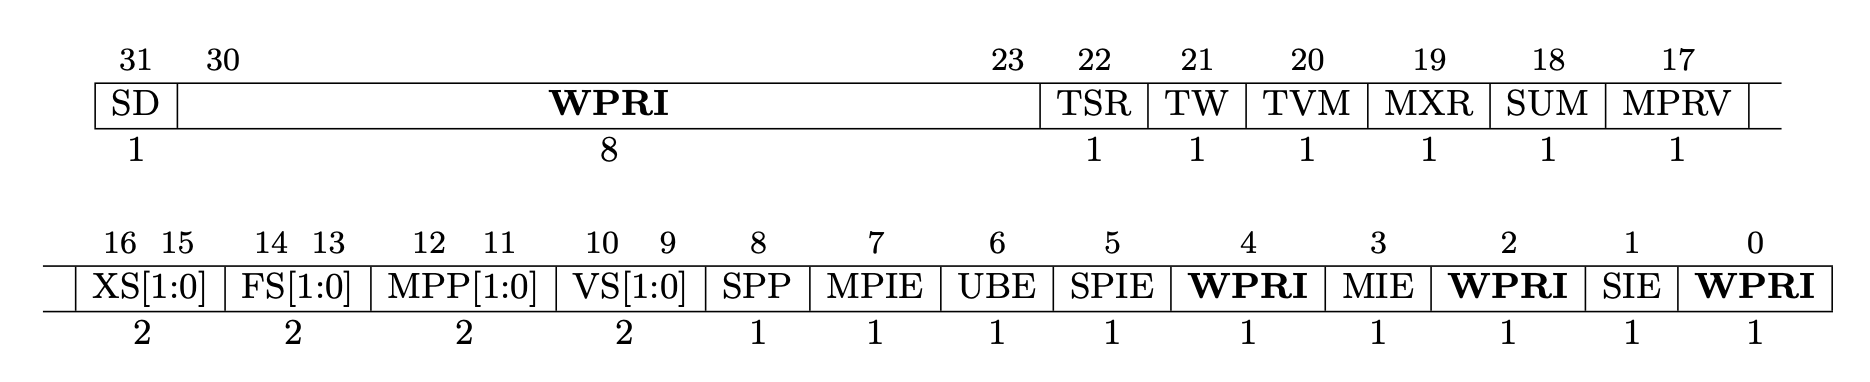 31 30 23 22 21 20 19 18 17
SD WPRI TSR TW TVM MXR SUM MPRV
1 8 1 1 1 1 1 1
16 15 14 13 12 11 10 9 8 7 6 5 4 3 2 1 0
XS[1:0] FS[1:0] MPP[1:0] VS[1:0] SPP MPIE UBE SPIE WPRI MIE WPRI SIE WPRI
2 2 2 2 1 1 1 1 1 1 1 1 1